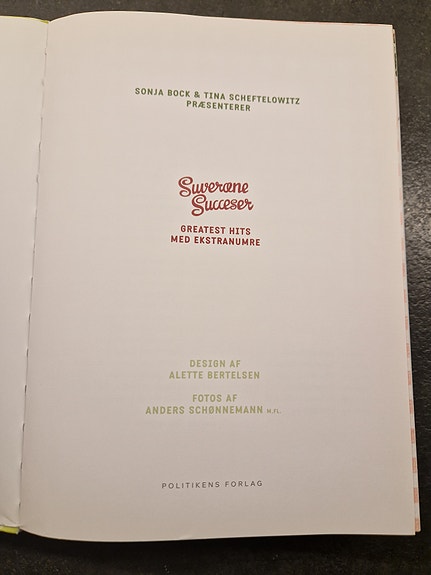 SONJA BOCK & TINA SCHEFTELOWITZ
PRÆSENTERER
Suveræne
Succeser
GREATEST HITS
MED EKSTRANUMRE
DESIGN AF
ALETTE BERTELSEN
FOTOS AF
ANDERS SCHØNNEMANN M.FL.
POLITIKENS FORLAG